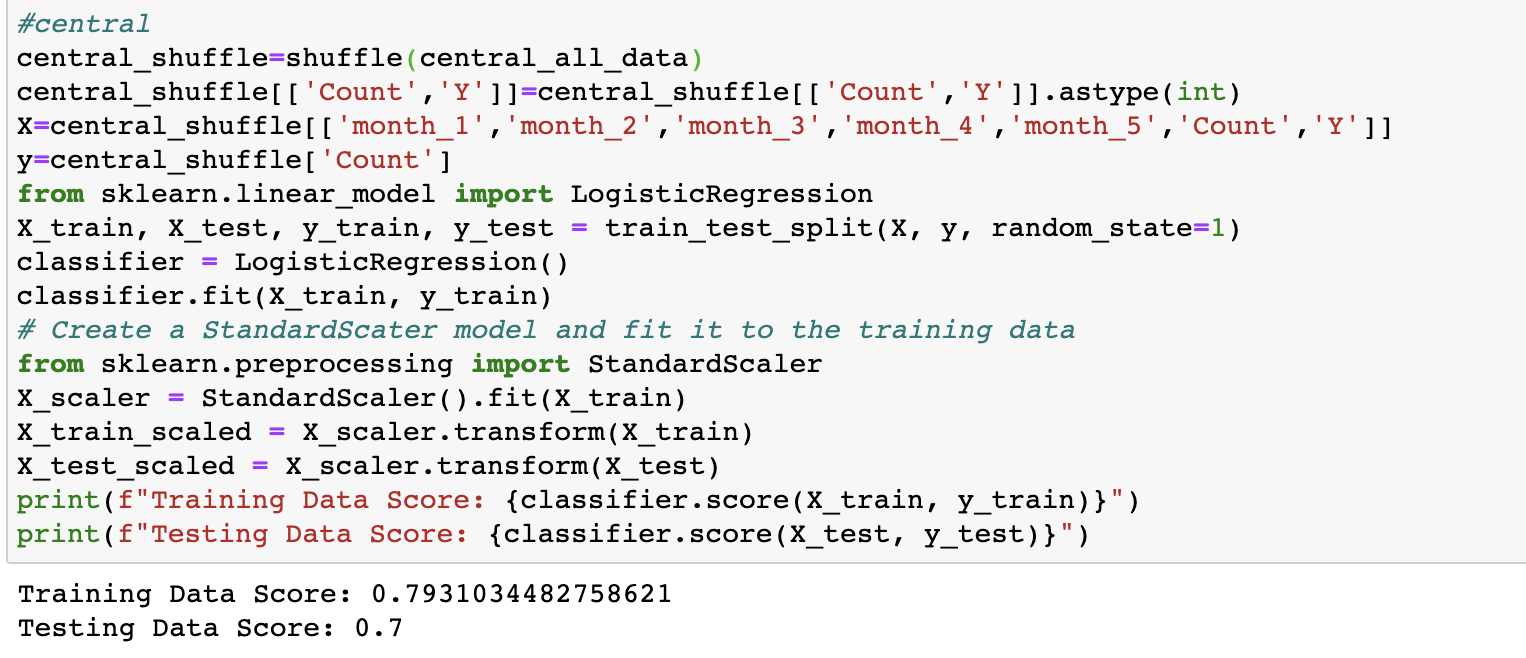 #central
central_shuffle=shuffle(central_all_data)
central_shuffle[['Count','Y']]=central_shuffle[['Count','Y']].astype(int)
X=central_shuffle[['month_1','month_2','month_3','month_4','month_5','Count','Y']]
y=central_shuffle['Count']
from sklearn.linear_model import LogisticRegression
X_train, X_test, y_train, y_test = train_test_split(X, y, random_state=1)
classifier = LogisticRegression()
classifier.fit(X_train, y_train)
# Create a StandardScater model and fit it to the training data
from sklearn.preprocessing import StandardScaler
X_scaler = StandardScaler().fit(X_train)
X_train_scaled = X_scaler.transform(X_train)
X_test_scaled = X_scaler.transform(X_test)
print(f"Training Data Score: {classifier.score(X_train, y_train)}")
print(f"Testing Data Score: {classifier.score(X_test, y_test)}")
Training Data Score: 0.7931034482758621
Testing Data Score: 0.7